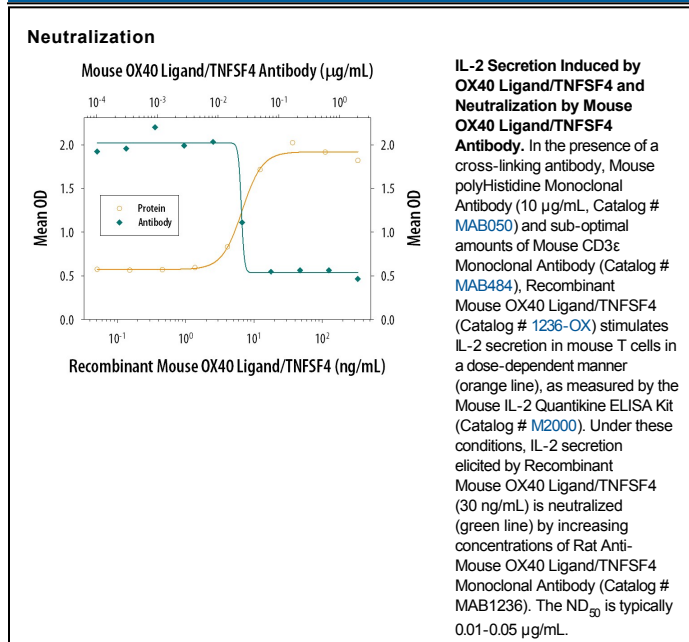 Neutralization
Mouse OX40 Ligand/TNFSF4 Antibody (µg/mL)
10⁻⁴ 10⁻³ 10⁻² 10⁻¹ 10⁰
Mean OD
2.0
1.5
1.0
0.5
0.0
Protein
Antibody
2.0
1.5
1.0
0.5
0.0
Mean OD
10⁻¹ 10⁰ 10¹ 10²
Recombinant Mouse OX40 Ligand/TNFSF4 (ng/mL)
IL-2 Secretion Induced by
OX40 Ligand/TNFSF4 and
Neutralization by Mouse
OX40 Ligand/TNFSF4
Antibody. In the presence of a
cross-linking antibody, Mouse
polyHistidine Monoclonal
Antibody (10 µg/mL, Catalog #
MAB050) and sub-optimal
amounts of Mouse CD3ε
Monoclonal Antibody (Catalog #
MAB484), Recombinant
Mouse OX40 Ligand/TNFSF4
(Catalog # 1236-OX) stimulates
IL-2 secretion in mouse T cells in
a dose-dependent manner
(orange line), as measured by the
Mouse IL-2 Quantikine ELISA Kit
(Catalog # M2000). Under these
conditions, IL-2 secretion
elicited by Recombinant
Mouse OX40 Ligand/TNFSF4
(30 ng/mL) is neutralized
(green line) by increasing
concentrations of Rat Anti-
Mouse OX40 Ligand/TNFSF4
Monoclonal Antibody (Catalog #
MAB1236). The ND₅₀ is typically
0.01-0.05 µg/mL.